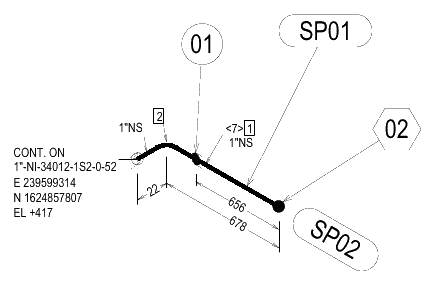 01
SP01
2
1"NS
<7> 1
1"NS
02
CONT. ON
1"-NI-34012-1S2-0-52
E 239599314
N 1624857807
EL +417
22
656
678
SP02